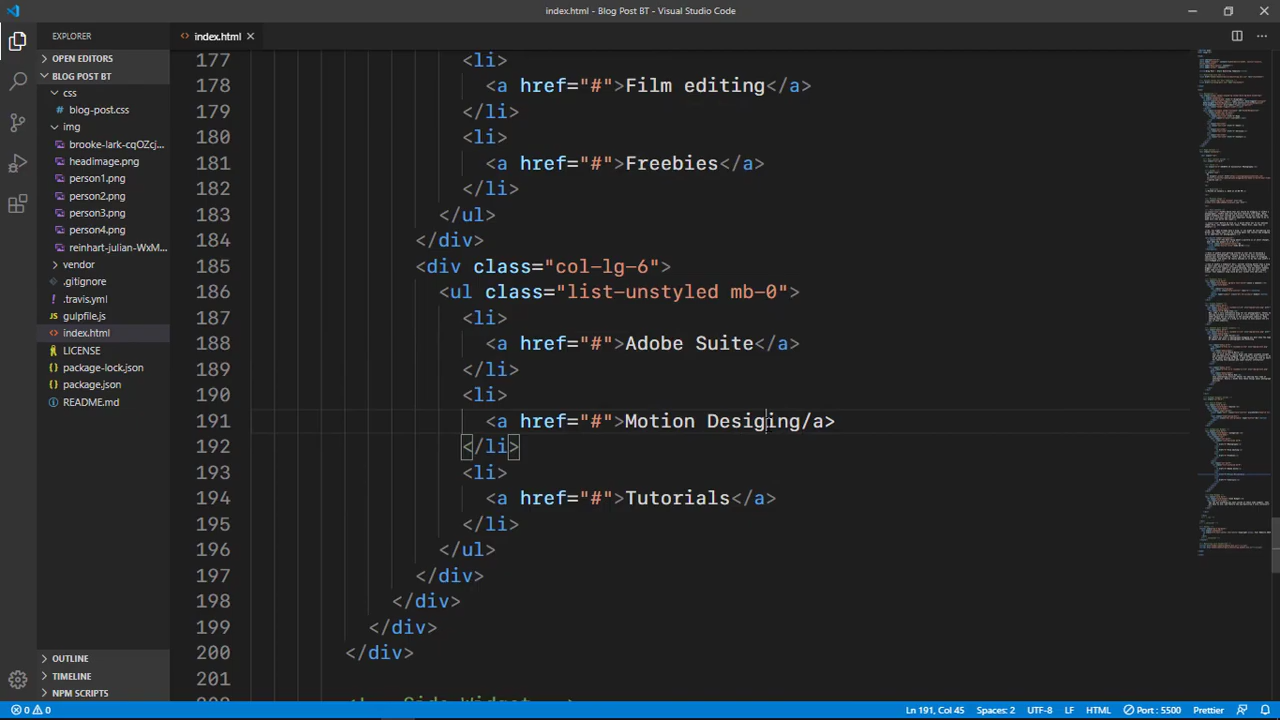 index.html - Blog Post BT - Visual Studio Code
EXPLORER
index.html
OPEN EDITORS
BLOG POST BT
css
blog-post.css
img
brooke-lark-cqOZcj...
headimage.png
person1.png
person2.png
person3.png
person4.png
reinhart-julian-WxM...
vendor
.gitignore
.travis.yml
gulpfile.js
index.html
LICENSE
package-lock.json
package.json
README.md
OUTLINE
TIMELINE
NPM SCRIPTS
177 <li>
178 <a href="#">Film editing</a>
179 </li>
180 <li>
181 <a href="#">Freebies</a>
182 </li>
183 </ul>
184 </div>
185 <div class="col-lg-6">
186 <ul class="list-unstyled mb-0">
187 <li>
188 <a href="#">Adobe Suite</a>
189 </li>
190 <li>
191 <a href="#">Motion Desiging/a>
192 </li>
193 <li>
194 <a href="#">Tutorials</a>
195 </li>
196 </ul>
197 </div>
198 </div>
199 </div>
200 </div>
201
0 0
Ln 191, Col 45
Spaces: 2
UTF-8
LF
HTML
Port : 5500
Prettier